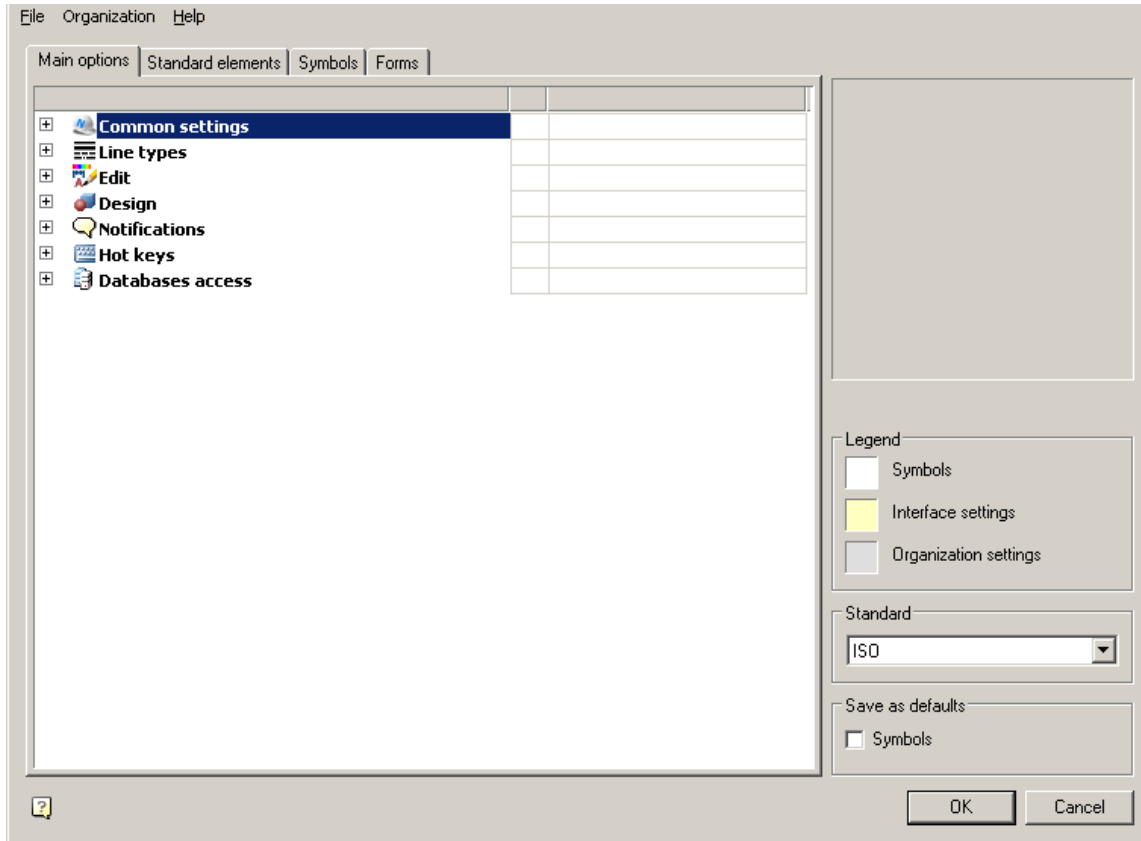 File Organization Help
Main options Standard elements Symbols Forms
Common settings
Line types
Edit
Design
Notifications
Hot keys
Databases access
Legend
Symbols
Interface settings
Organization settings
Standard
ISO
Save as defaults
Symbols
OK Cancel